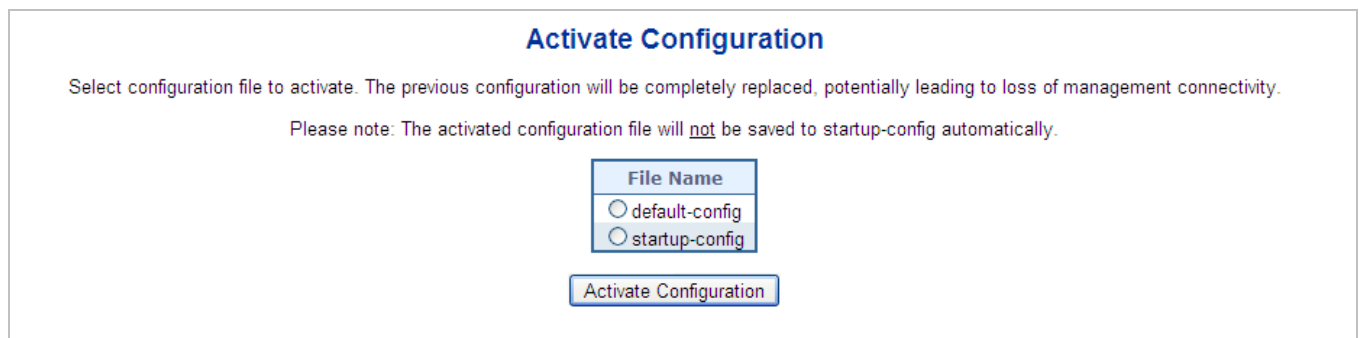 Activate Configuration
Select configuration file to activate. The previous configuration will be completely replaced, potentially leading to loss of management connectivity.
Please note: The activated configuration file will not be saved to startup-config automatically.
File Name
default-config
startup-config
Activate Configuration